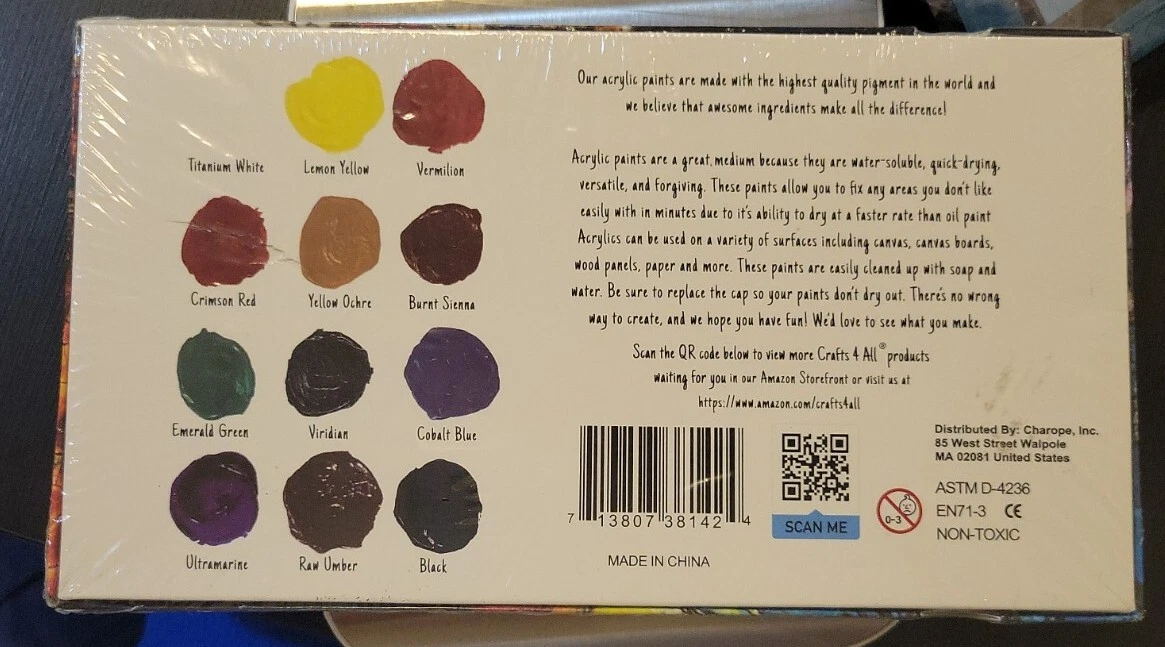 Titanium White
Lemon Yellow
Vermilion
Crimson Red
Yellow Ochre
Burnt Sienna
Emerald Green
Viridian
Cobalt Blue
Ultramarine
Raw Umber
Black
Our acrylic paints are made with the highest quality pigment in the world and
we believe that awesome ingredients make all the difference!
Acrylic paints are a great, medium because they are water-soluble, quick-drying,
versatile, and forgiving. These paints allow you to fix any areas you don't like
easily with in minutes due to it's ability to dry at a faster rate than oil paint
Acrylics can be used on a variety of surfaces including canvas, canvas boards,
wood panels, paper and more. These paints are easily cleaned up with soap and
water. Be sure to replace the cap so your paints don't dry out. There's no wrong
way to create, and we hope you have fun! We'd love to see what you make.
Scan the QR code below to view more Crafts 4 All® products
waiting for you in our Amazon Storefront or visit us at
https://www.amazon.com/crafts4all
7 13807 38142 4
MADE IN CHINA
SCAN ME
Distributed By: Charope, Inc.
85 West Street Walpole
MA 02081 United States
0-3
ASTM D-4236
EN71-3 CE
NON-TOXIC